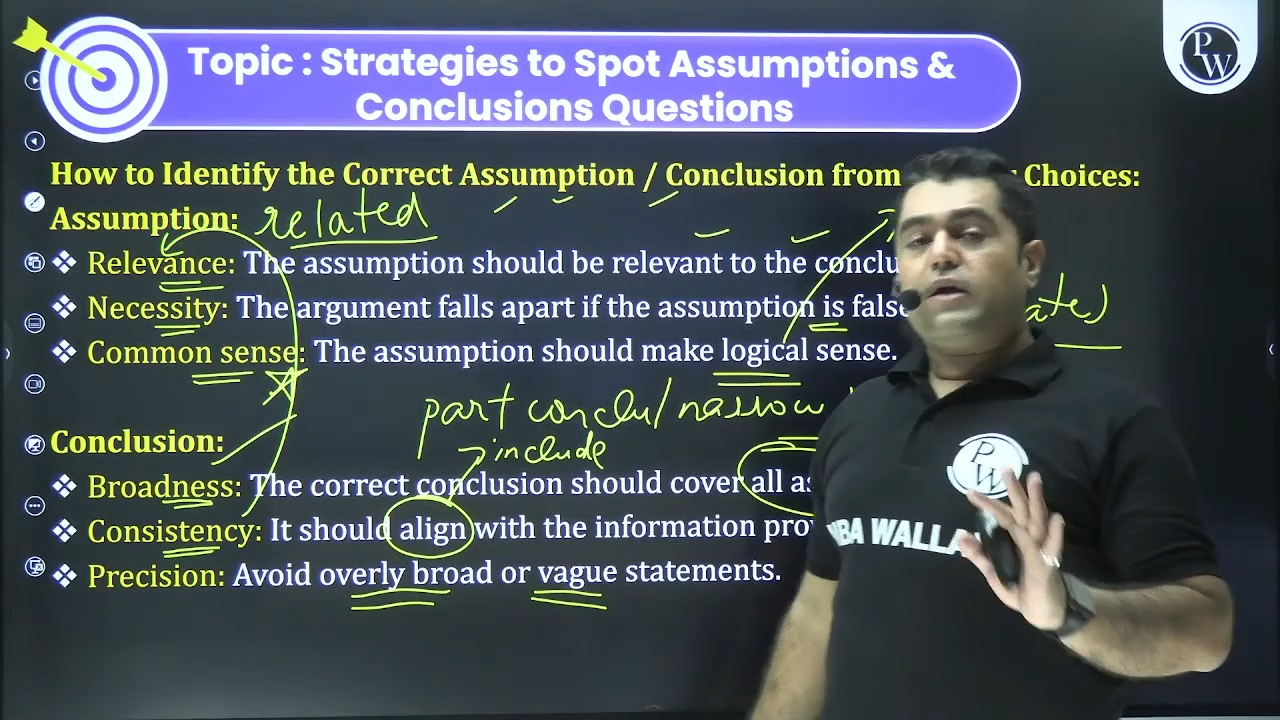 Topic : Strategies to Spot Assumptions &
Conclusions Questions
PW
How to Identify the Correct Assumption / Conclusion from Choices:
Assumption: related
❖ Relevance: The assumption should be relevant to the conclu
❖ Necessity: The argument falls apart if the assumption is false
❖ Common sense: The assumption should make logical sense.
part conclu/narrow
include
Conclusion:
❖ Broadness: The correct conclusion should cover all as
❖ Consistency: It should align with the information pro
❖ Precision: Avoid overly broad or vague statements.
PW
MBA WALLA